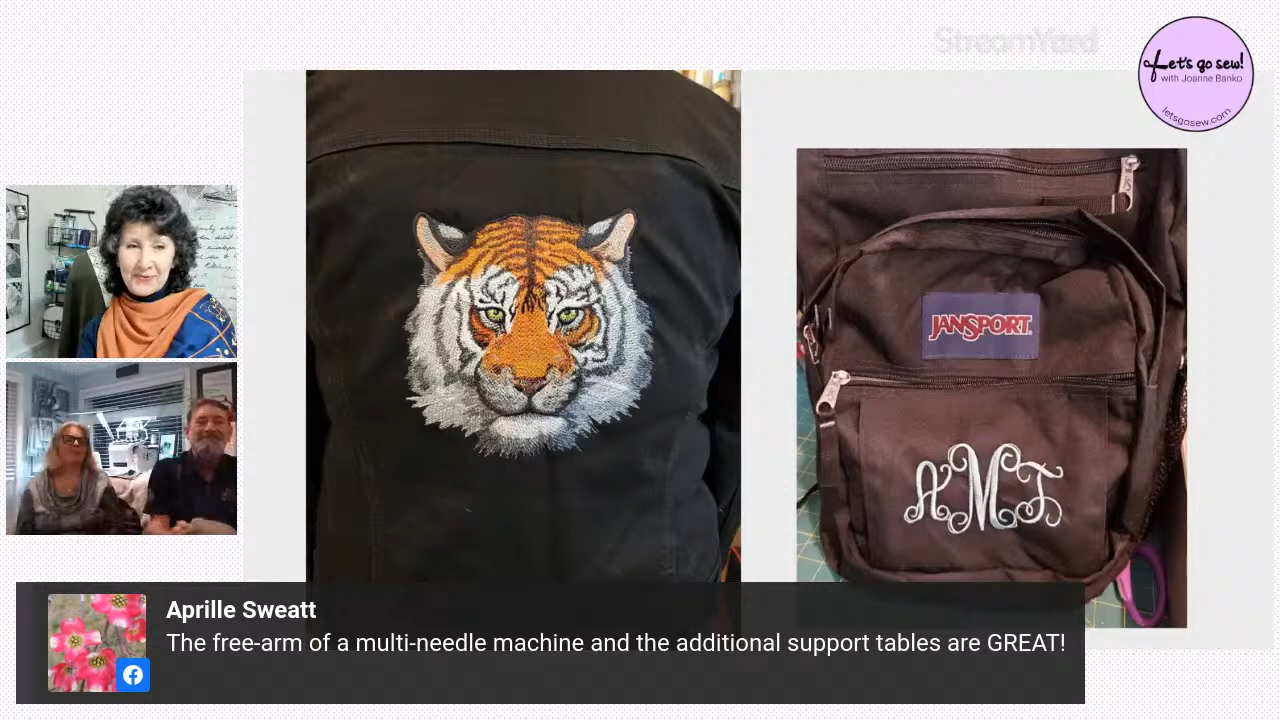 StreamYard
Let's go sew!
with Joanne Banko
letsgosew.com
JANSPORT
AMT
Aprille Sweatt
The free-arm of a multi-needle machine and the additional support tables are GREAT!